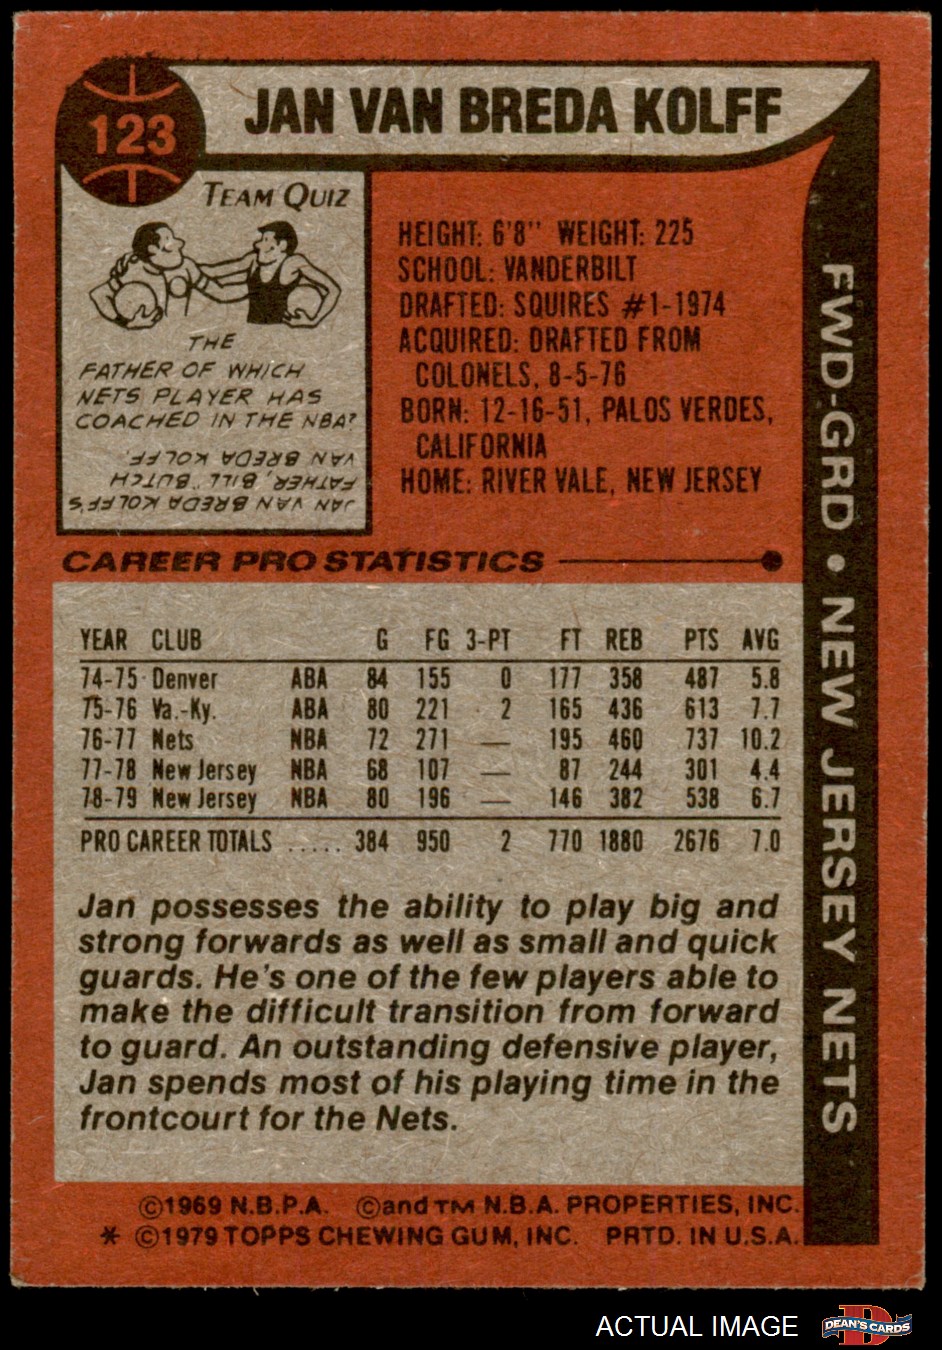 123
JAN VAN BREDA KOLFF
TEAM QUIZ
THE
FATHER OF WHICH
NETS PLAYER HAS
COACHED IN THE NBA?
JAN VAN BREDA KOLFF'S
FATHER, BILL "BUTCH"
VAN BREDA KOLFF.
HEIGHT: 6'8" WEIGHT: 225
SCHOOL: VANDERBILT
DRAFTED: SQUIRES #1-1974
ACQUIRED: DRAFTED FROM
COLONELS, 8-5-76
BORN: 12-16-51, PALOS VERDES,
CALIFORNIA
HOME: RIVER VALE, NEW JERSEY
FWD-GRD • NEW JERSEY NETS
CAREER PRO STATISTICS
YEAR CLUB G FG 3-PT FT REB PTS AVG
74-75 Denver ABA 84 155 0 177 358 487 5.8
75-76 Va.-Ky. ABA 80 221 2 165 436 613 7.7
76-77 Nets NBA 72 271 — 195 460 737 10.2
77-78 New Jersey NBA 68 107 — 87 244 301 4.4
78-79 New Jersey NBA 80 196 — 146 382 538 6.7
PRO CAREER TOTALS ..... 384 950 2 770 1880 2676 7.0
Jan possesses the ability to play big and
strong forwards as well as small and quick
guards. He's one of the few players able to
make the difficult transition from forward
to guard. An outstanding defensive player,
Jan spends most of his playing time in the
frontcourt for the Nets.
©1969 N.B.P.A. ©and TM N.B.A. PROPERTIES, INC.
* ©1979 TOPPS CHEWING GUM, INC. PRTD. IN U.S.A.
ACTUAL IMAGE
D
DEAN'S CARDS